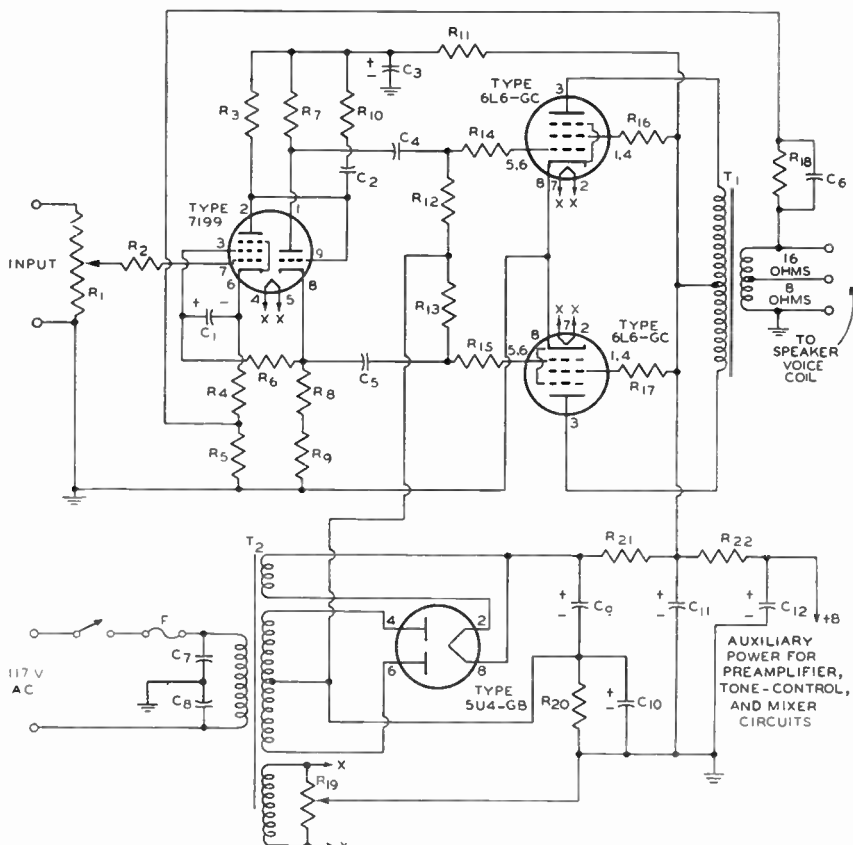 R11
+
-
C3
TYPE
6L6-GC
3
R3
R7
R10
C4
R14
5,6
R16
1,4
8
7
2
X X
R18
C6
T1
C2
R12
TYPE
7199
2
1
3
7
6
9
8
4
5
X X
INPUT
R1
R2
16
OHMS
8
OHMS
TO
SPEAKER
VOICE
COIL
+
-
C1
R13
X X
8
7
2
TYPE
6L6-GC
5,6
1,4
R15
R17
3
R6
C5
R4
R8
R5
R9
T2
R21
R22
+
-
C9
+
-
C11
+
-
C12
+B
4
2
6
8
TYPE
5U4-GB
F
C7
C8
117 V
AC
R20
+
-
C10
AUXILIARY
POWER FOR
PREAMPLIFIER,
TONE-CONTROL,
AND MIXER
CIRCUITS
X
R19
X